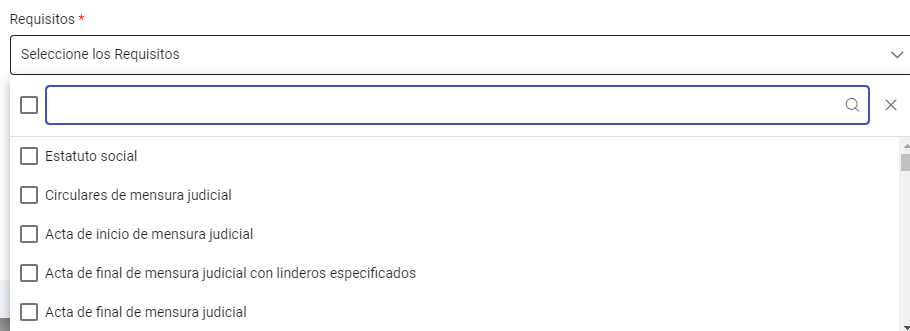 Requisitos *
Seleccione los Requisitos
Estatuto social
Circulares de mensura judicial
Acta de inicio de mensura judicial
Acta de final de mensura judicial con linderos especificados
Acta de final de mensura judicial